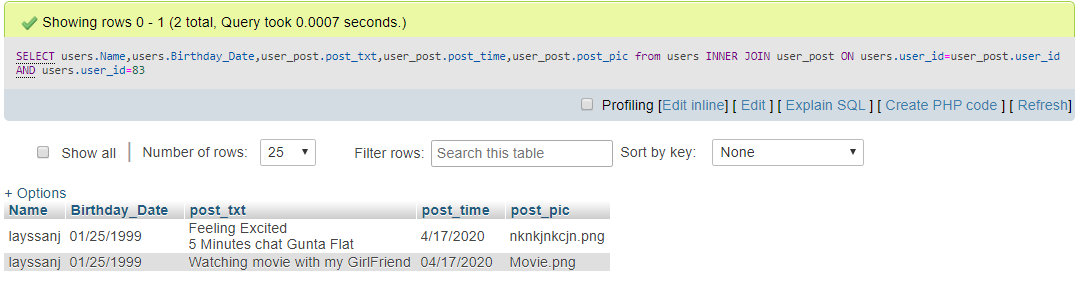 Showing rows 0 - 1 (2 total, Query took 0.0007 seconds.)
SELECT users.Name,users.Birthday_Date,user_post.post_txt,user_post.post_time,user_post.post_pic from users INNER JOIN user_post ON users.user_id=user_post.user_id
AND users.user_id=83
Profiling [Edit inline] [ Edit ] [ Explain SQL ] [ Create PHP code ] [ Refresh]
Show all | Number of rows: 25 Filter rows: Search this table Sort by key: None
+ Options
Name Birthday_Date post_txt post_time post_pic
layssanj 01/25/1999 Feeling Excited
5 Minutes chat Gunta Flat 4/17/2020 nknkjnkcjn.png
layssanj 01/25/1999 Watching movie with my GirlFriend 04/17/2020 Movie.png